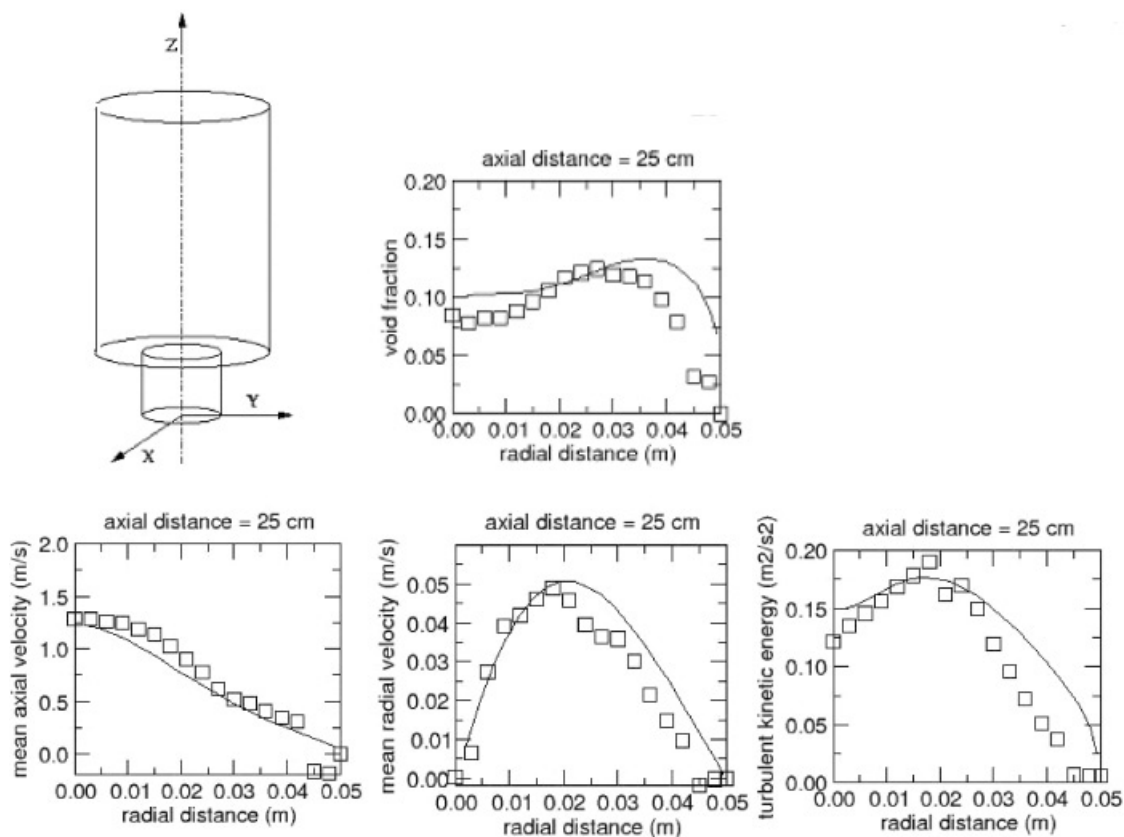 Z
Y
X
axial distance = 25 cm
void fraction
0.20
0.15
0.10
0.05
0.00
0.00 0.01 0.02 0.03 0.04 0.05
radial distance (m)
axial distance = 25 cm
mean axial velocity (m/s)
2.0
1.5
1.0
0.5
0.0
0.00 0.01 0.02 0.03 0.04 0.05
radial distance (m)
axial distance = 25 cm
mean radial velocity (m/s)
0.05
0.04
0.03
0.02
0.01
0.00
0.00 0.01 0.02 0.03 0.04 0.05
radial distance (m)
axial distance = 25 cm
turbulent kinetic energy (m2/s2)
0.20
0.15
0.10
0.05
0.00
0.00 0.01 0.02 0.03 0.04 0.05
radial distance (m)